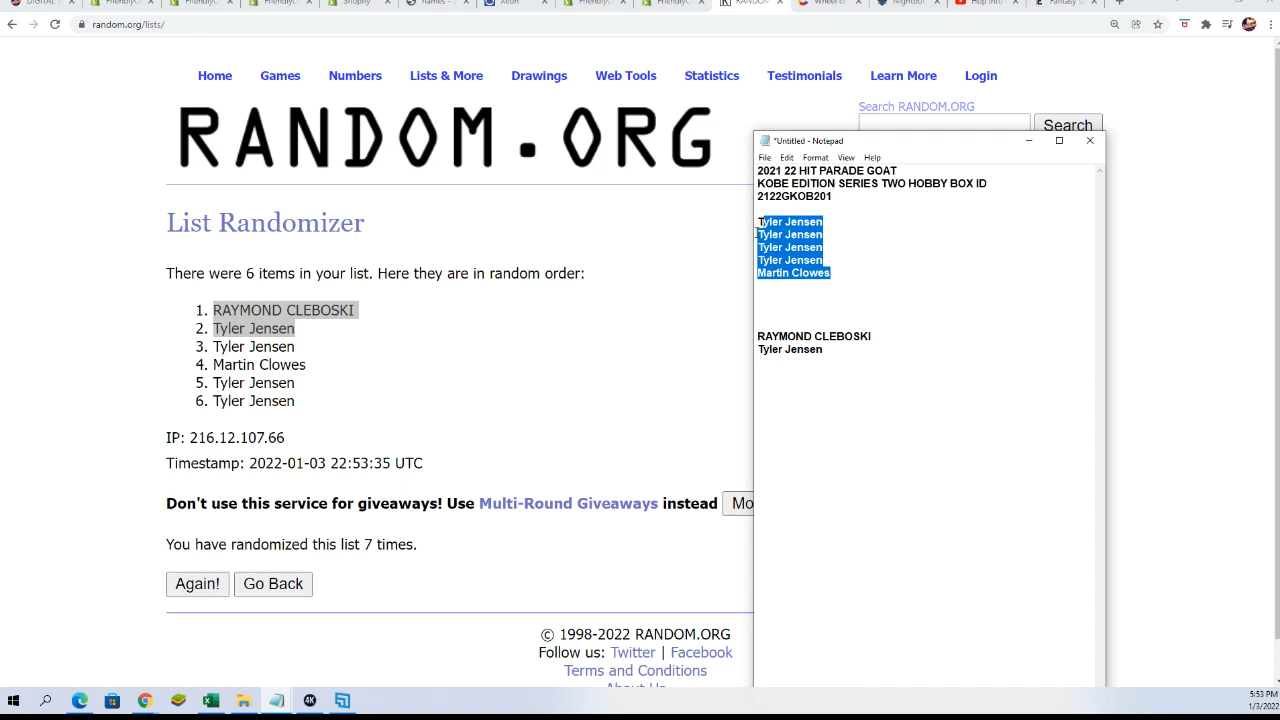 Shopify
random.org/lists/
Home Games Numbers Lists & More Drawings Web Tools Statistics Testimonials Learn More Login
RANDOM.ORG
Search RANDOM.ORG
Search
List Randomizer
There were 6 items in your list. Here they are in random order:
1. RAYMOND CLEBOSKI
2. Tyler Jensen
3. Tyler Jensen
4. Martin Clowes
5. Tyler Jensen
6. Tyler Jensen
IP: 216.12.107.66
Timestamp: 2022-01-03 22:53:35 UTC
Don't use this service for giveaways! Use Multi-Round Giveaways instead
You have randomized this list 7 times.
Again! Go Back
© 1998-2022 RANDOM.ORG
Follow us: Twitter | Facebook
Terms and Conditions
About Us
*Untitled - Notepad
File Edit Format View Help
2021 22 HIT PARADE GOAT
KOBE EDITION SERIES TWO HOBBY BOX ID
2122GKOB201
Tyler Jensen
Tyler Jensen
Tyler Jensen
Tyler Jensen
Martin Clowes
RAYMOND CLEBOSKI
Tyler Jensen
4K
5:53 PM
1/3/2022